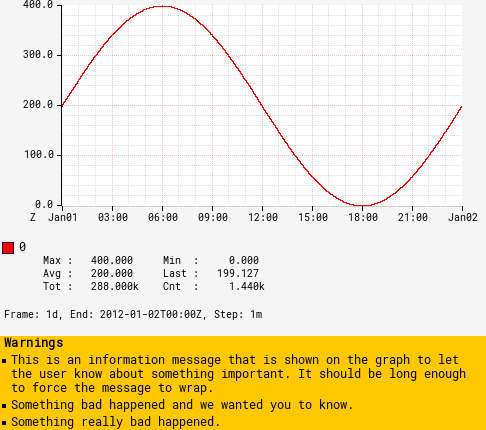 400.0
300.0
200.0
100.0
0.0
Z Jan01 03:00 06:00 09:00 12:00 15:00 18:00 21:00 Jan02
0
Max : 400.000 Min : 0.000
Avg : 200.000 Last : 199.127
Tot : 288.000k Cnt : 1.440k
Frame: 1d, End: 2012-01-02T00:00Z, Step: 1m
Warnings
▪ This is an information message that is shown on the graph to let
the user know about something important. It should be long enough
to force the message to wrap.
▪ Something bad happened and we wanted you to know.
▪ Something really bad happened.